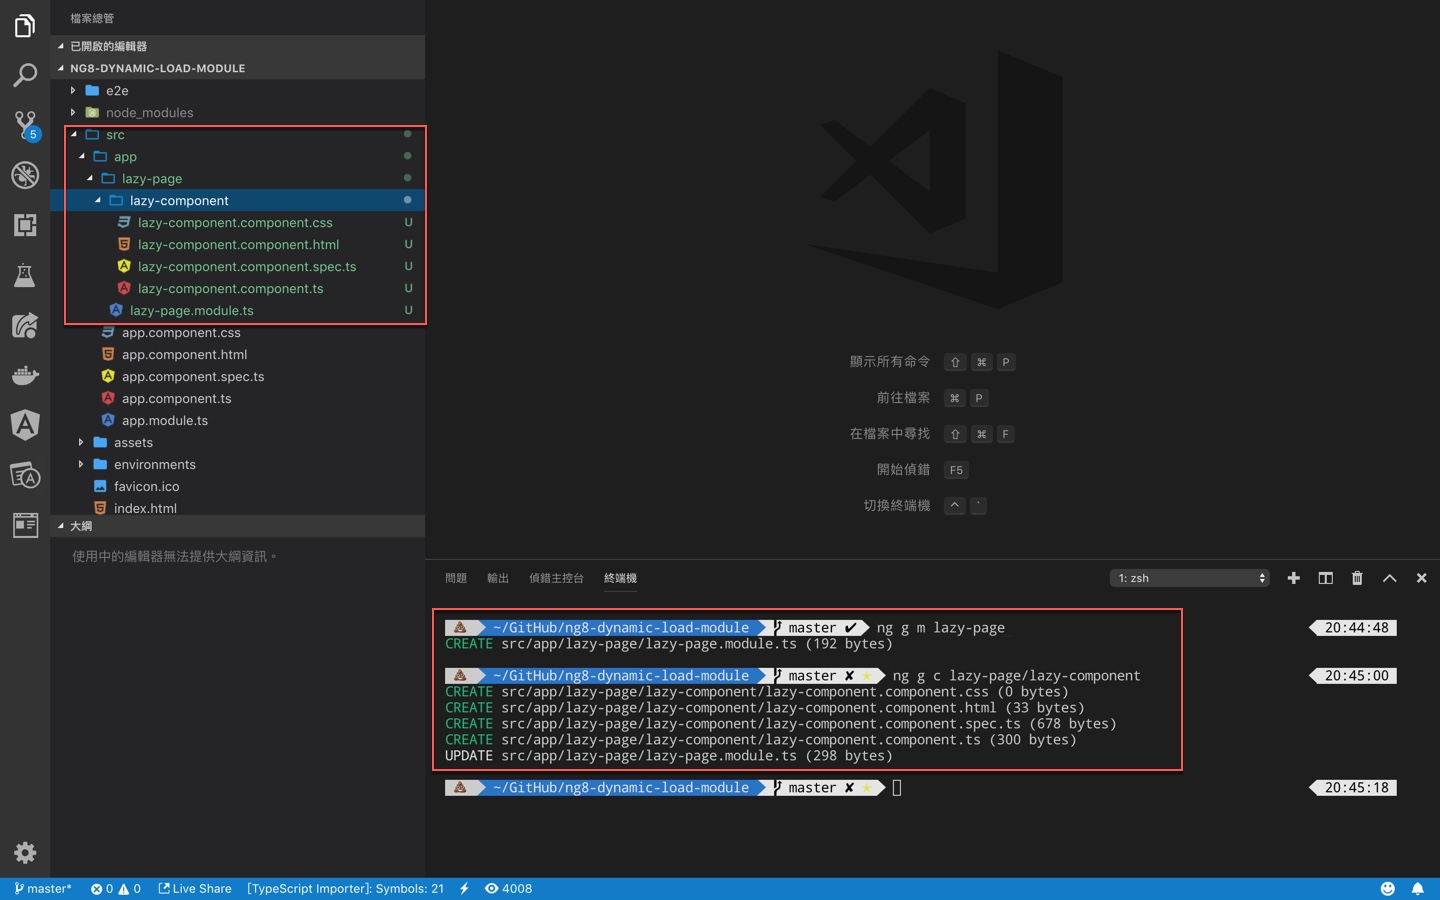 檔案總管
已開啟的編輯器
NG8-DYNAMIC-LOAD-MODULE
e2e
node_modules
src
app
lazy-page
lazy-component
lazy-component.component.css U
lazy-component.component.html U
lazy-component.component.spec.ts U
lazy-component.component.ts U
lazy-page.module.ts U
app.component.css
app.component.html
app.component.spec.ts
app.component.ts
app.module.ts
assets
environments
favicon.ico
index.html
大綱
使用中的編輯器無法提供大綱資訊。
5
顯示所有命令 ⇧ ⌘ P
前往檔案 ⌘ P
在檔案中尋找 ⇧ ⌘ F
開始偵錯 F5
切換終端機 ^ `
問題 輸出 偵錯主控台 終端機
1: zsh
💩 ~/GitHub/ng8-dynamic-load-module master ✔ ng g m lazy-page 20:44:48
CREATE src/app/lazy-page/lazy-page.module.ts (192 bytes)
💩 ~/GitHub/ng8-dynamic-load-module master ✘ ★ ng g c lazy-page/lazy-component 20:45:00
CREATE src/app/lazy-page/lazy-component/lazy-component.component.css (0 bytes)
CREATE src/app/lazy-page/lazy-component/lazy-component.component.html (33 bytes)
CREATE src/app/lazy-page/lazy-component/lazy-component.component.spec.ts (678 bytes)
CREATE src/app/lazy-page/lazy-component/lazy-component.component.ts (300 bytes)
UPDATE src/app/lazy-page/lazy-page.module.ts (298 bytes)
💩 ~/GitHub/ng8-dynamic-load-module master ✘ ★ 20:45:18
master* 0 0 Live Share [TypeScript Importer]: Symbols: 21 4008